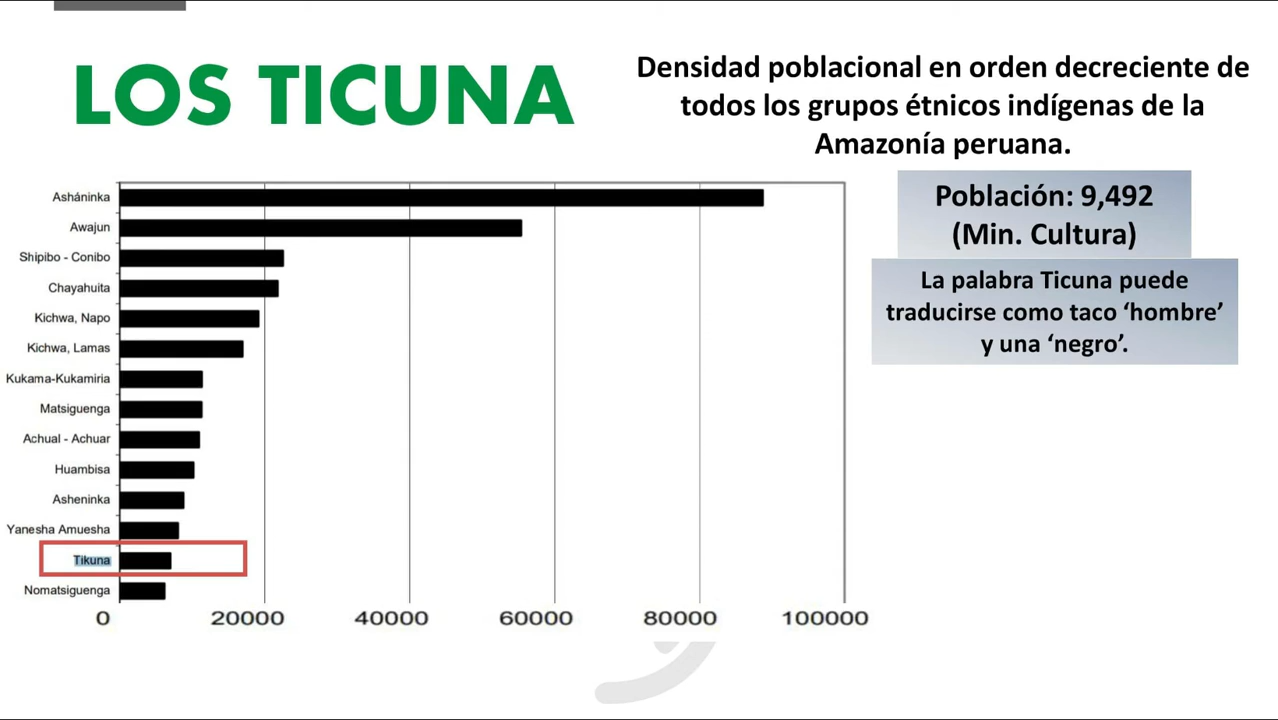 LOS TICUNA
Densidad poblacional en orden decreciente de
todos los grupos étnicos indígenas de la
Amazonía peruana.
Población: 9,492
(Min. Cultura)
La palabra Ticuna puede
traducirse como taco ‘hombre’
y una ‘negro’.
Asháninka
Awajun
Shipibo - Conibo
Chayahuita
Kichwa, Napo
Kichwa, Lamas
Kukama-Kukamiria
Matsiguenga
Achual - Achuar
Huambisa
Asheninka
Yanesha Amuesha
Tikuna
Nomatsiguenga
0 20000 40000 60000 80000 100000